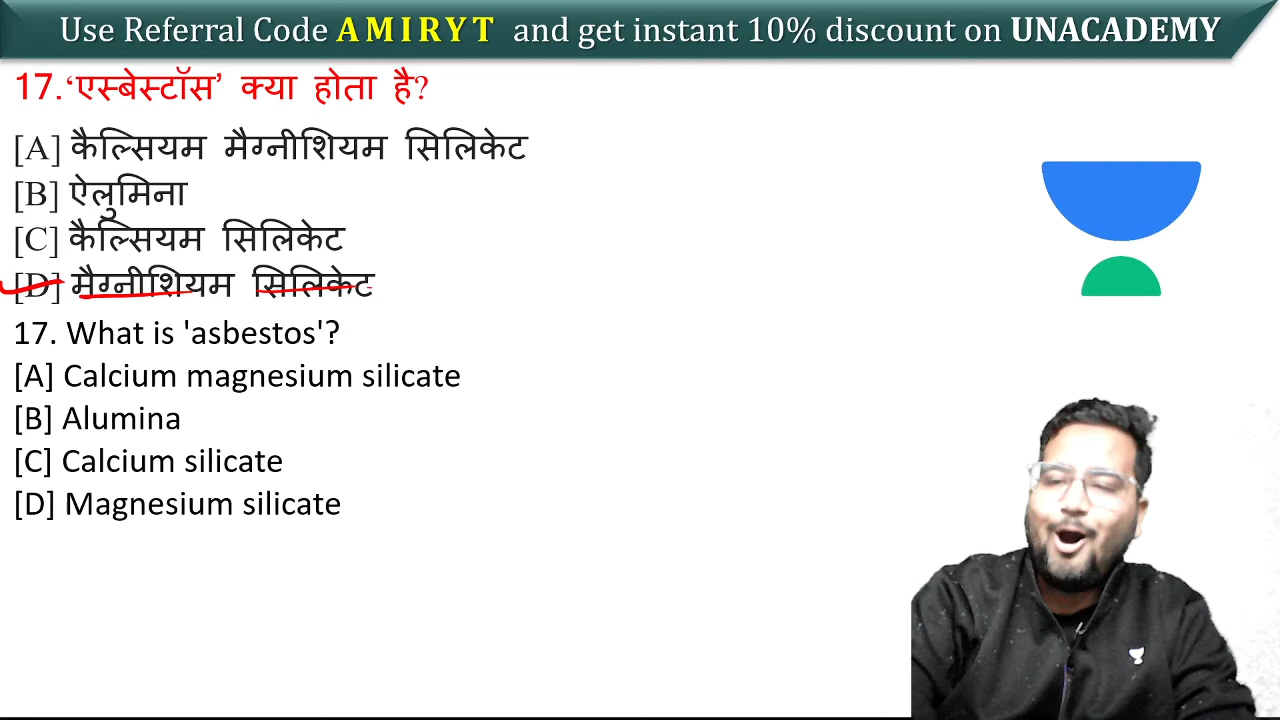 Use Referral Code AMIRYT and get instant 10% discount on UNACADEMY
17.‘एस्बेस्टॉस’ क्या होता है?
[A] कैल्सियम मैग्नीशियम सिलिकेट
[B] ऐलुमिना
[C] कैल्सियम सिलिकेट
[D] मैग्नीशियम सिलिकेट
17. What is 'asbestos'?
[A] Calcium magnesium silicate
[B] Alumina
[C] Calcium silicate
[D] Magnesium silicate